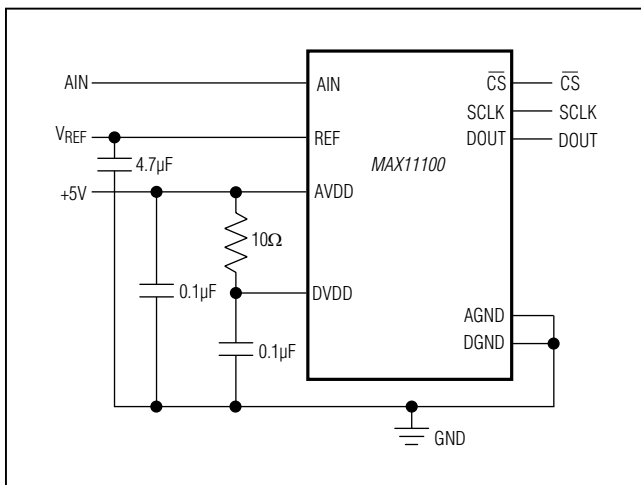 AIN
AIN
CS
CS
SCLK
SCLK
VREF
REF
DOUT
DOUT
4.7µF
MAX11100
+5V
AVDD
10Ω
0.1µF
DVDD
0.1µF
AGND
DGND
GND